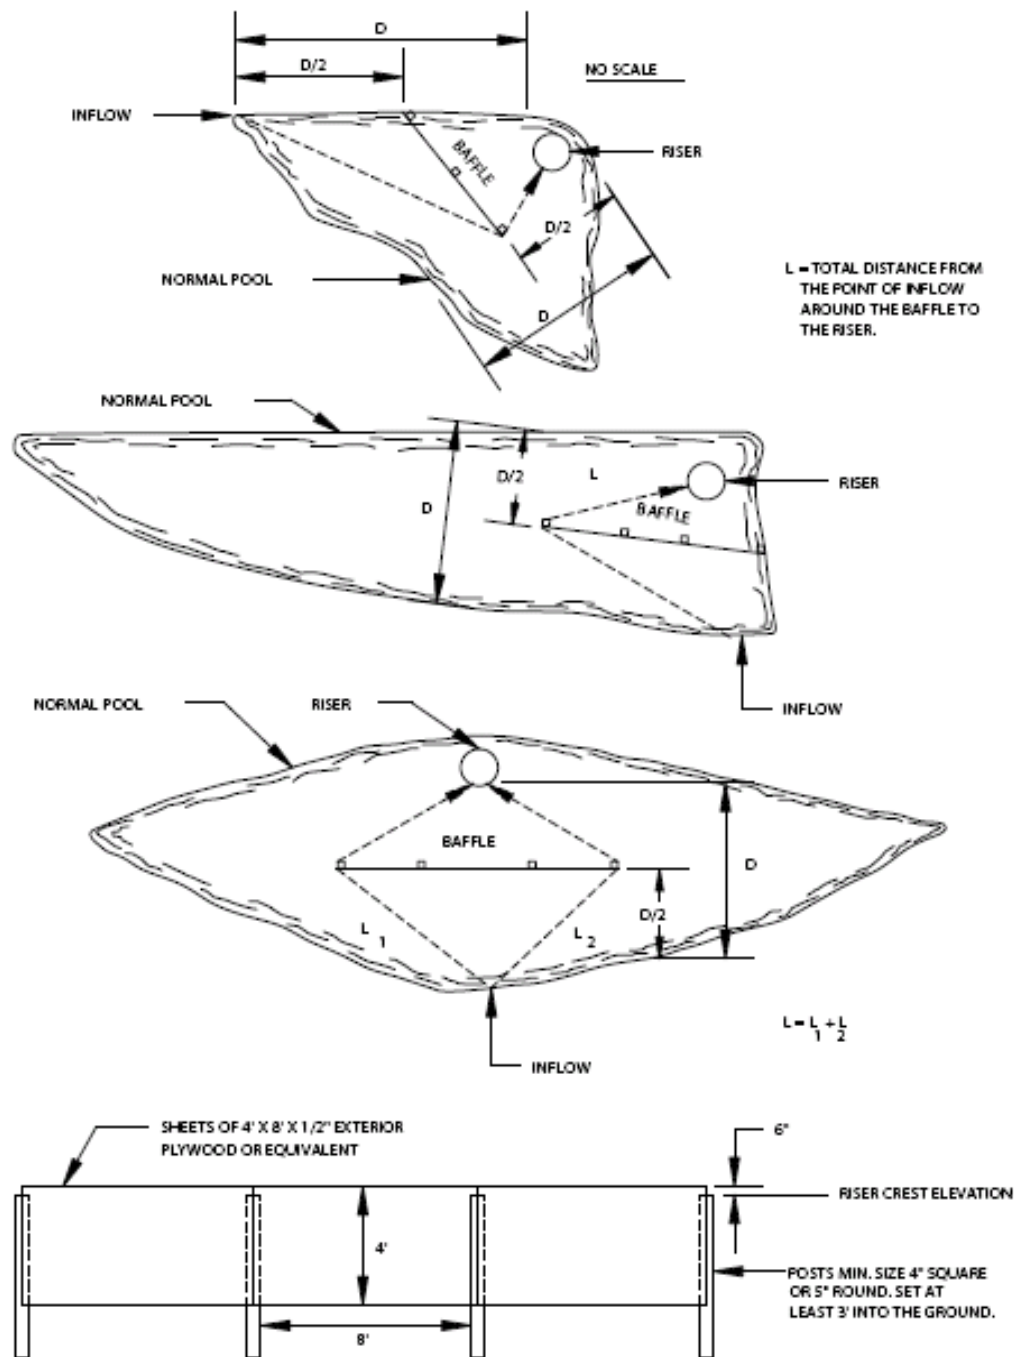 D
D/2
NO SCALE
INFLOW
BAFFLE
RISER
D/2
NORMAL POOL
D
L = TOTAL DISTANCE FROM
THE POINT OF INFLOW
AROUND THE BAFFLE TO
THE RISER.
NORMAL POOL
D/2
L
D
BAFFLE
RISER
INFLOW
NORMAL POOL
RISER
BAFFLE
D
D/2
L1
L2
L = L1 + L2
INFLOW
SHEETS OF 4' X 8' X 1/2" EXTERIOR
PLYWOOD OR EQUIVALENT
6"
RISER CREST ELEVATION
4'
POSTS MIN. SIZE 4" SQUARE
OR 5" ROUND. SET AT
LEAST 3' INTO THE GROUND.
8'